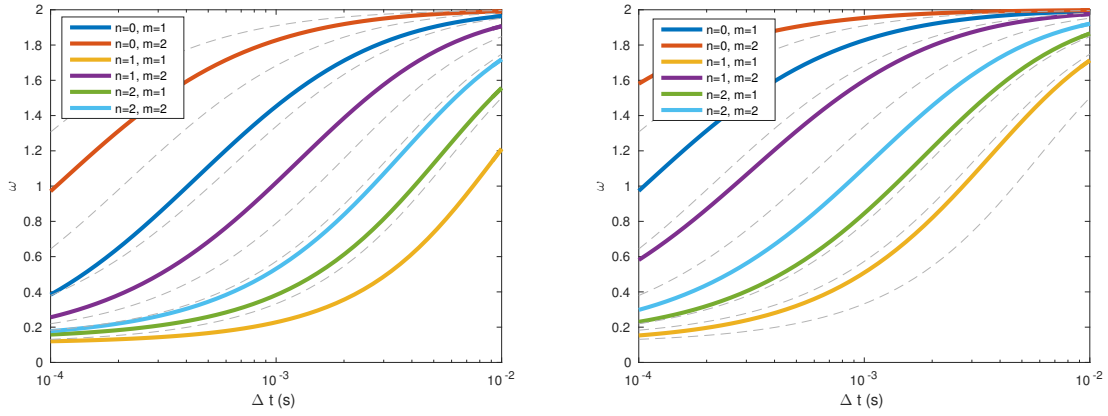 2
1.8
1.6
1.4
1.2
1
0.8
0.6
0.4
0.2
0
ω
n=0, m=1
n=0, m=2
n=1, m=1
n=1, m=2
n=2, m=1
n=2, m=2
10-4
10-3
10-2
Δ t (s)
2
1.8
1.6
1.4
1.2
1
0.8
0.6
0.4
0.2
0
ω
n=0, m=1
n=0, m=2
n=1, m=1
n=1, m=2
n=2, m=1
n=2, m=2
10-4
10-3
10-2
Δ t (s)